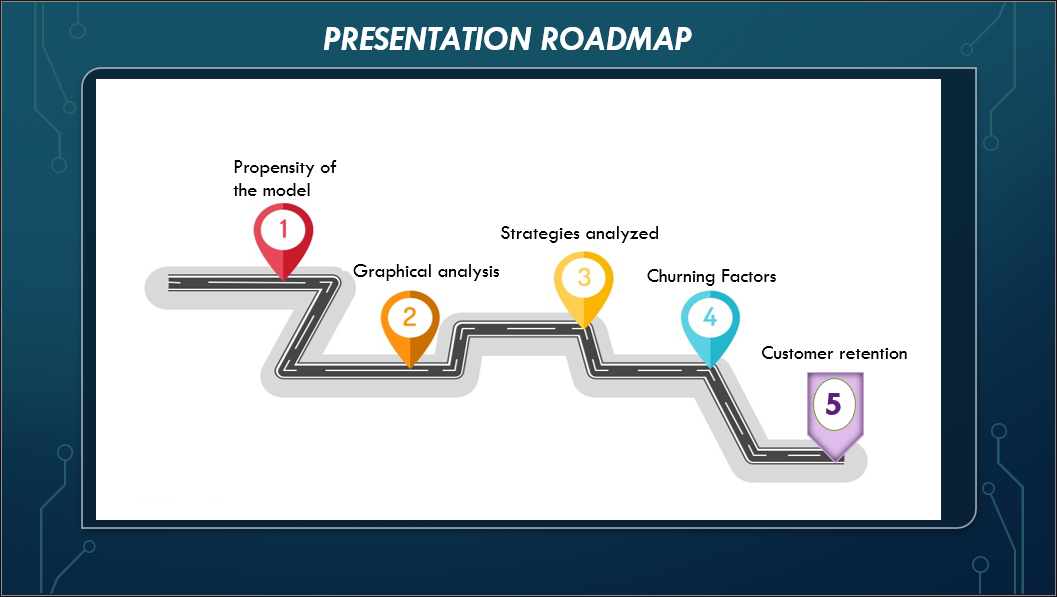 PRESENTATION ROADMAP
Propensity of
the model
1
Graphical analysis
2
Strategies analyzed
3
Churning Factors
4
Customer retention
5